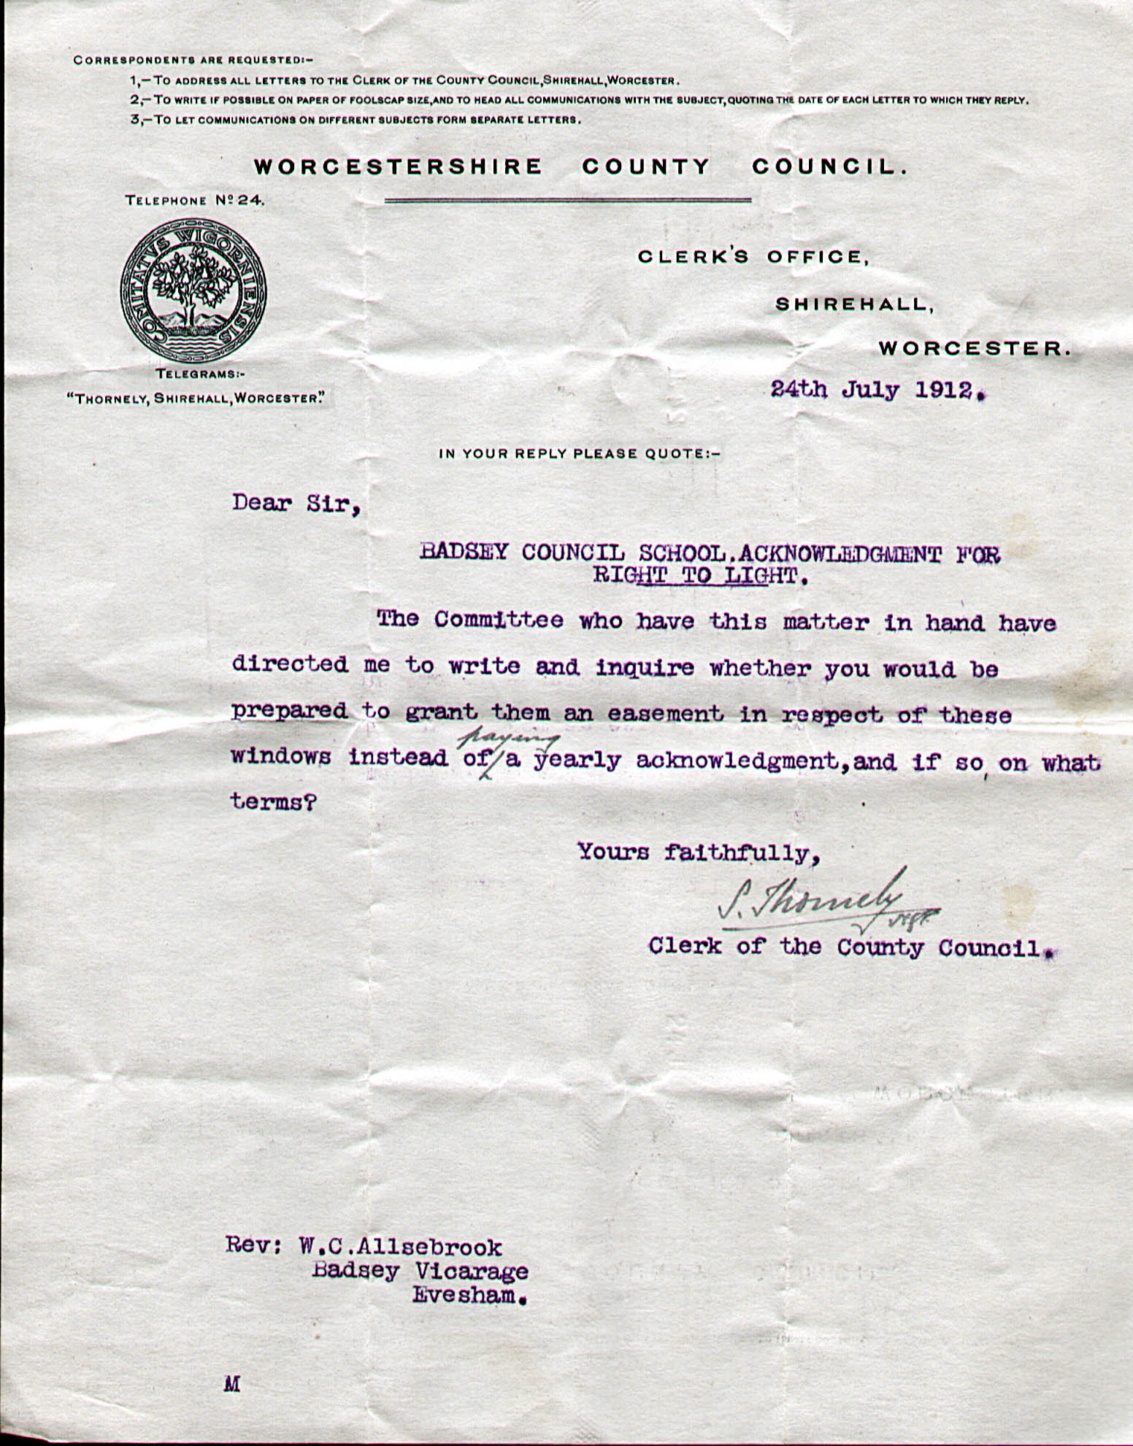 CORRESPONDENTS ARE REQUESTED:-
1,-TO ADDRESS ALL LETTERS TO THE CLERK OF THE COUNTY COUNCIL,SHIREHALL,WORCESTER.
2,-TO WRITE IF POSSIBLE ON PAPER OF FOOLSCAP SIZE,AND TO HEAD ALL COMMUNICATIONS WITH THE SUBJECT,QUOTING THE DATE OF EACH LETTER TO WHICH THEY REPLY.
3,-TO LET COMMUNICATIONS ON DIFFERENT SUBJECTS FORM SEPARATE LETTERS.
WORCESTERSHIRE COUNTY COUNCIL.
TELEPHONE Nº 24.
COMITATVS WIGORNIENSIS
CLERK'S OFFICE,
SHIREHALL,
WORCESTER.
TELEGRAMS:-
"THORNELY, SHIREHALL, WORCESTER."
24th July 1912.
IN YOUR REPLY PLEASE QUOTE:-
Dear Sir,
BADSEY COUNCIL SCHOOL.ACKNOWLEDGMENT FOR
RIGHT TO LIGHT.
The Committee who have this matter in hand have
directed me to write and inquire whether you would be
prepared to grant them an easement in respect of these
paying
windows instead of/a yearly acknowledgment,and if so, on what
terms?
Yours faithfully,
S. Thornely
Clerk of the County Council.
Rev: W.C.Allsebrook
Badsey Vicarage
Evesham.
M